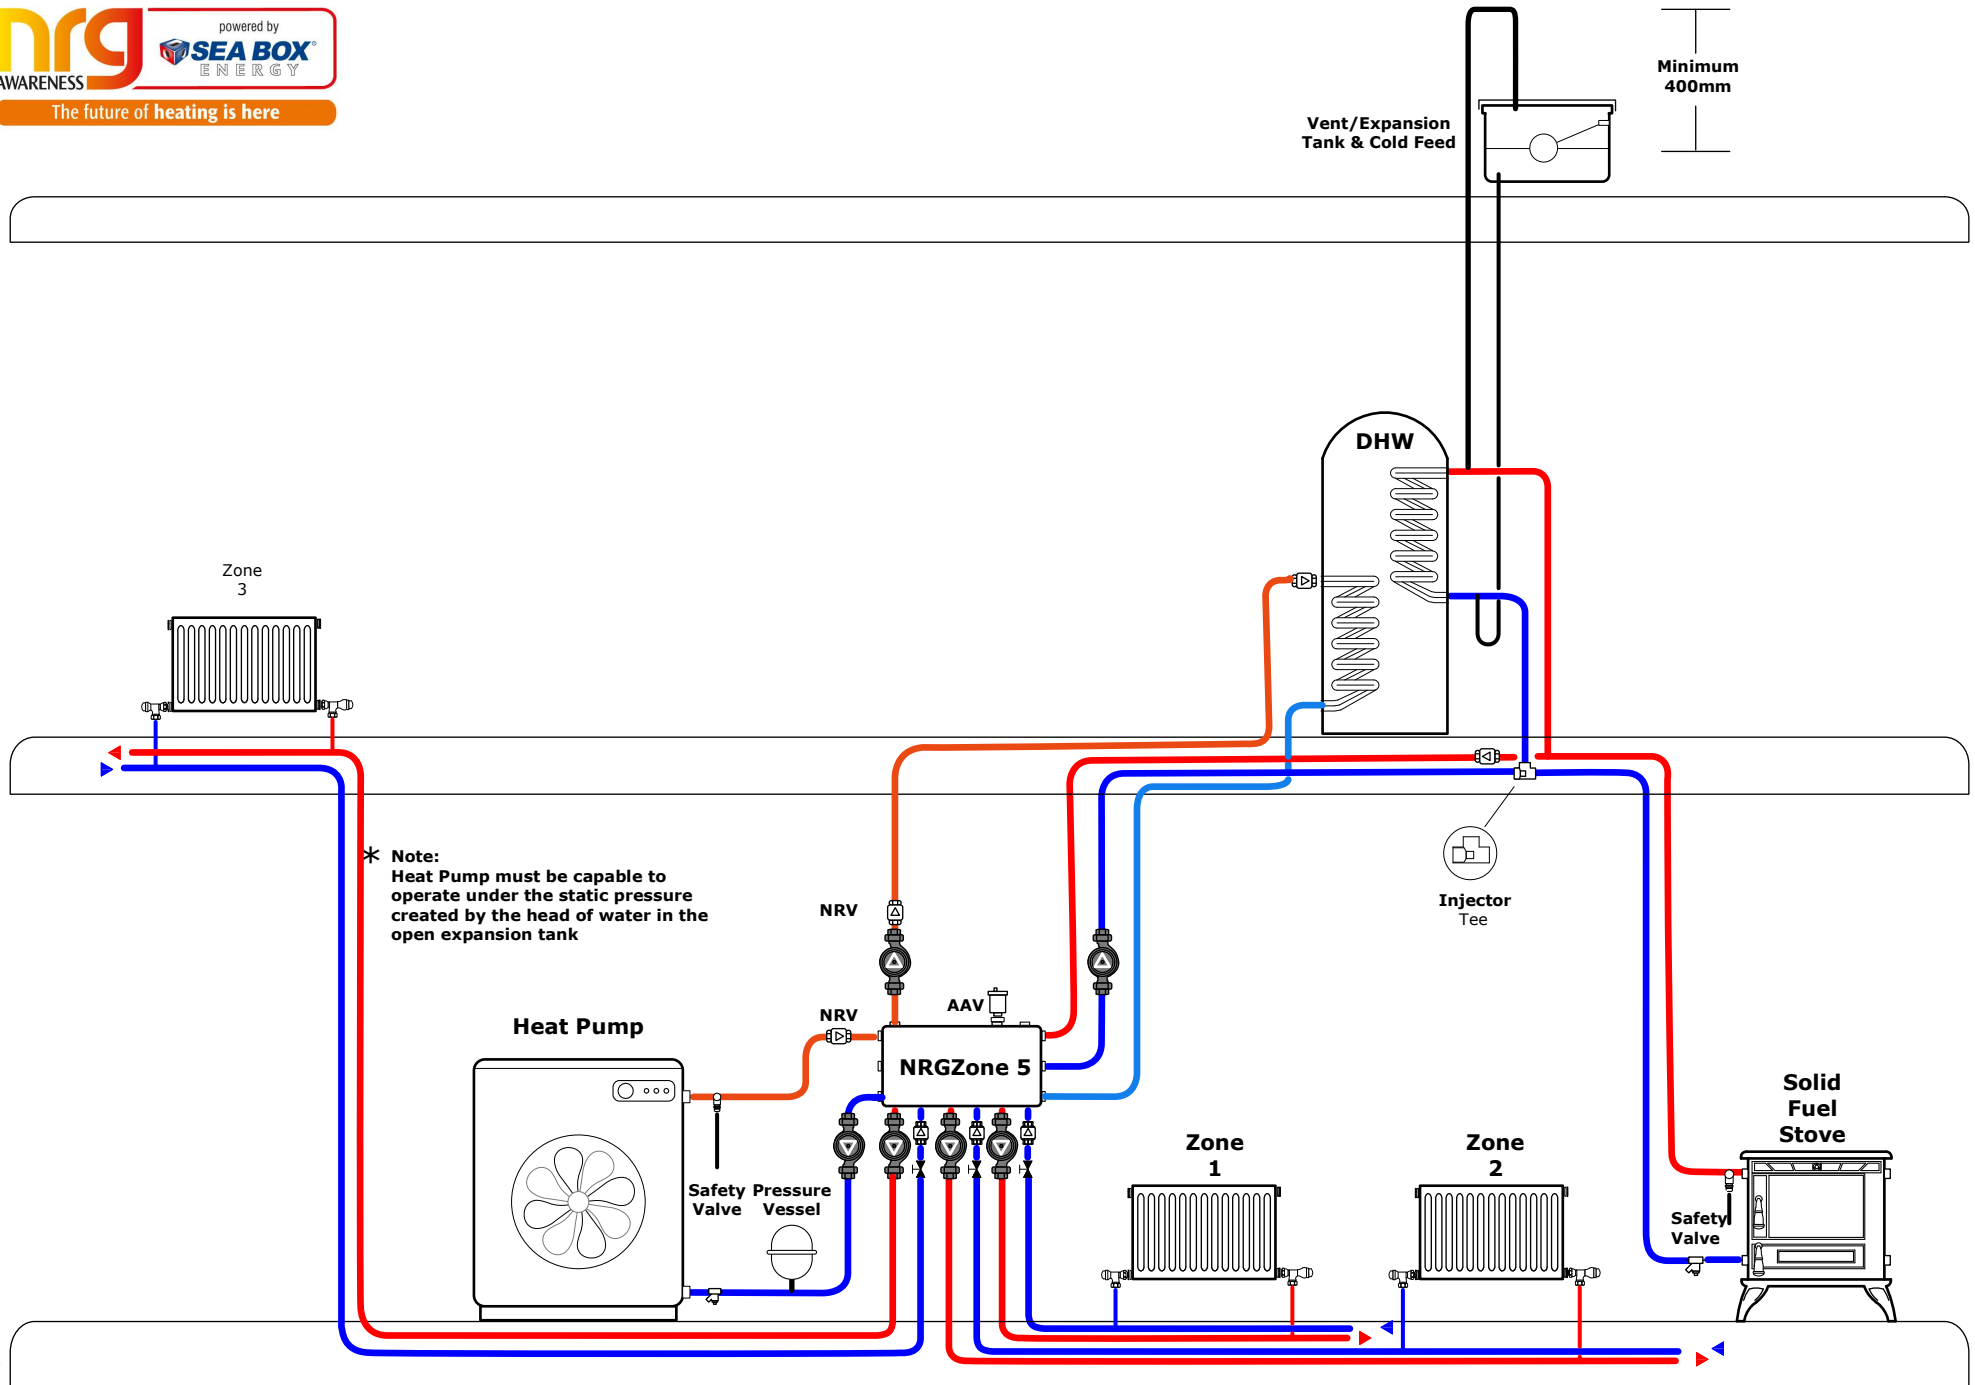 nrg
AWARENESS
powered by
SEA BOX®
ENERGY
The future of heating is here
Minimum
400mm
Vent/Expansion
Tank & Cold Feed
DHW
Zone
3
* Note:
Heat Pump must be capable to
operate under the static pressure
created by the head of water in the
open expansion tank
NRV
Injector
Tee
AAV
NRV
Heat Pump
NRGZone 5
Solid
Fuel
Stove
Zone
1
Zone
2
Safety
Valve
Pressure
Vessel
Safety
Valve